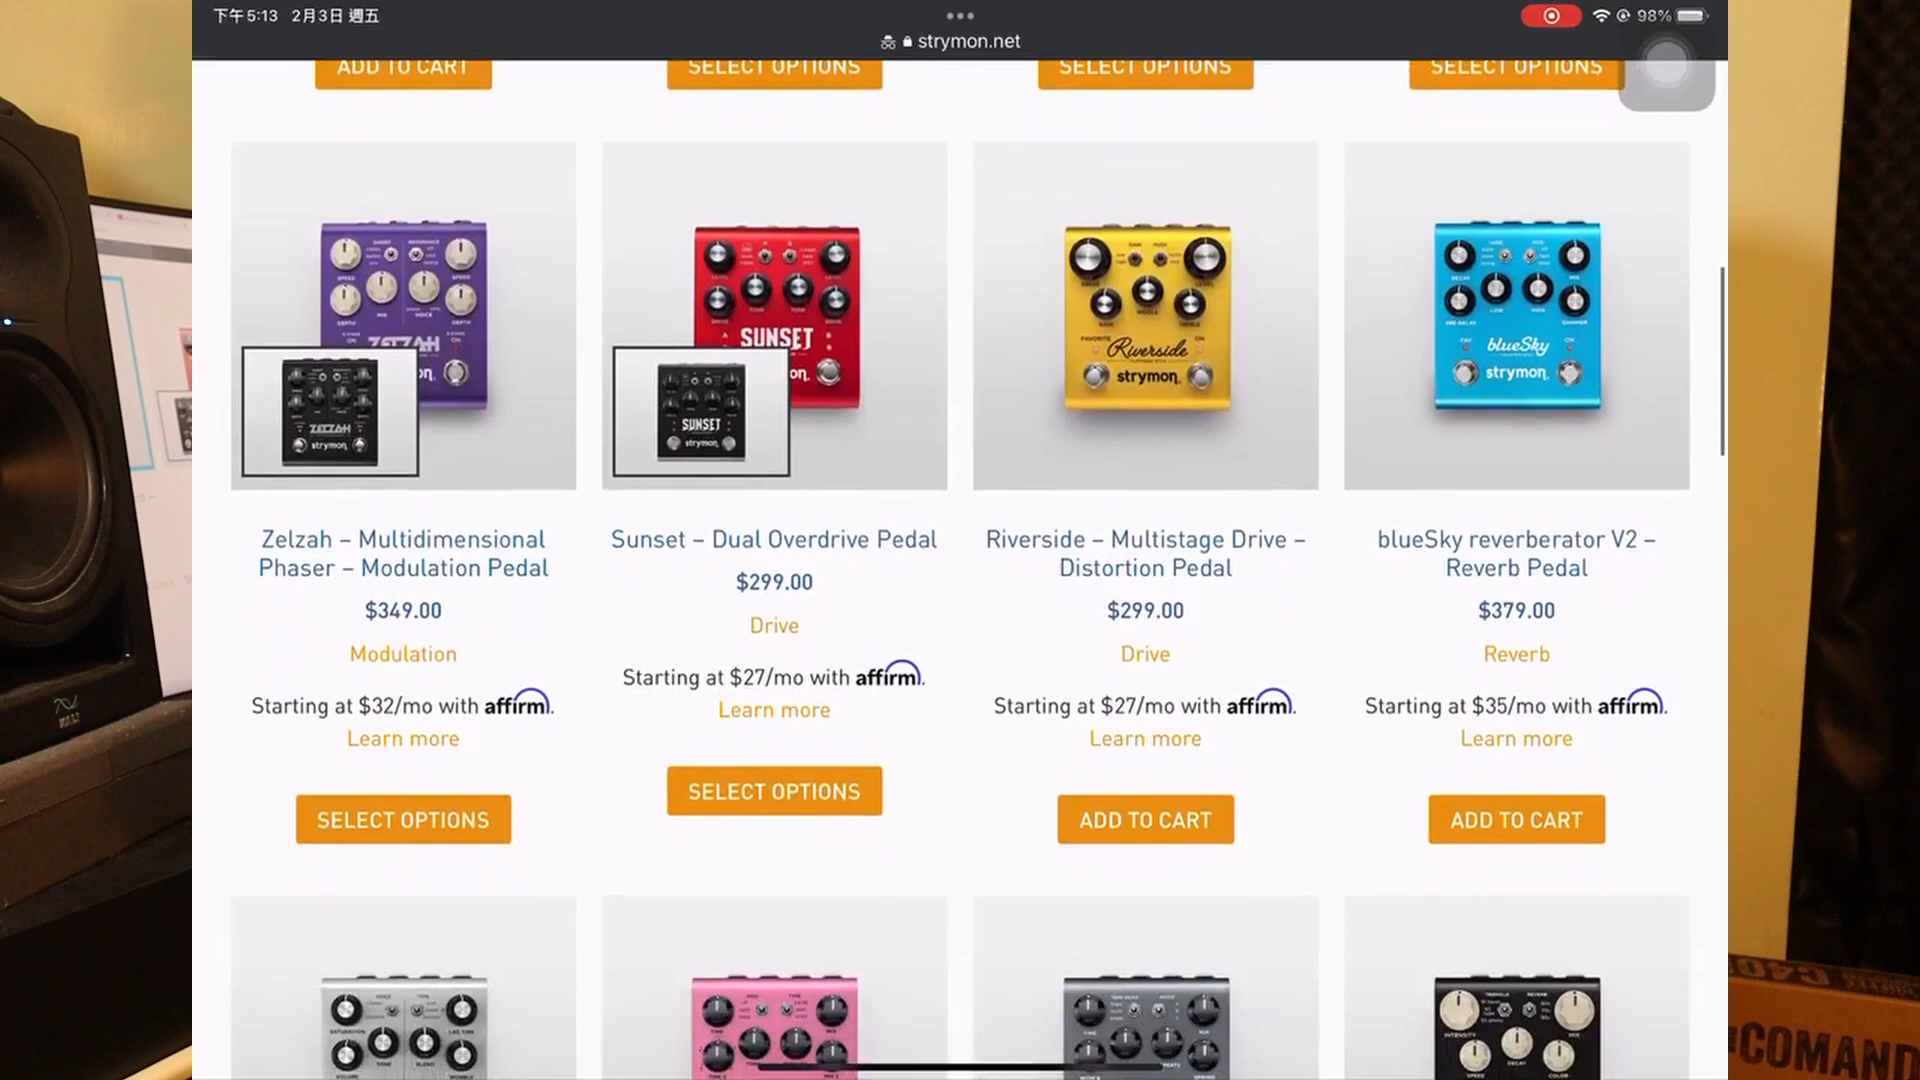 下午5:13 2月3日 週五
98%
strymon.net
ADD TO CART
SELECT OPTIONS
SELECT OPTIONS
SELECT OPTIONS
ZELZAH
ZELZAH
strymon
SUNSET
SUNSET
strymon
Riverside
strymon
blueSky
strymon
Zelzah – Multidimensional
Phaser – Modulation Pedal
$349.00
Modulation
Starting at $32/mo with affirm.
Learn more
SELECT OPTIONS
Sunset – Dual Overdrive Pedal
$299.00
Drive
Starting at $27/mo with affirm.
Learn more
SELECT OPTIONS
Riverside – Multistage Drive –
Distortion Pedal
$299.00
Drive
Starting at $27/mo with affirm.
Learn more
ADD TO CART
blueSky reverberator V2 –
Reverb Pedal
$379.00
Reverb
Starting at $35/mo with affirm.
Learn more
ADD TO CART
COMAND